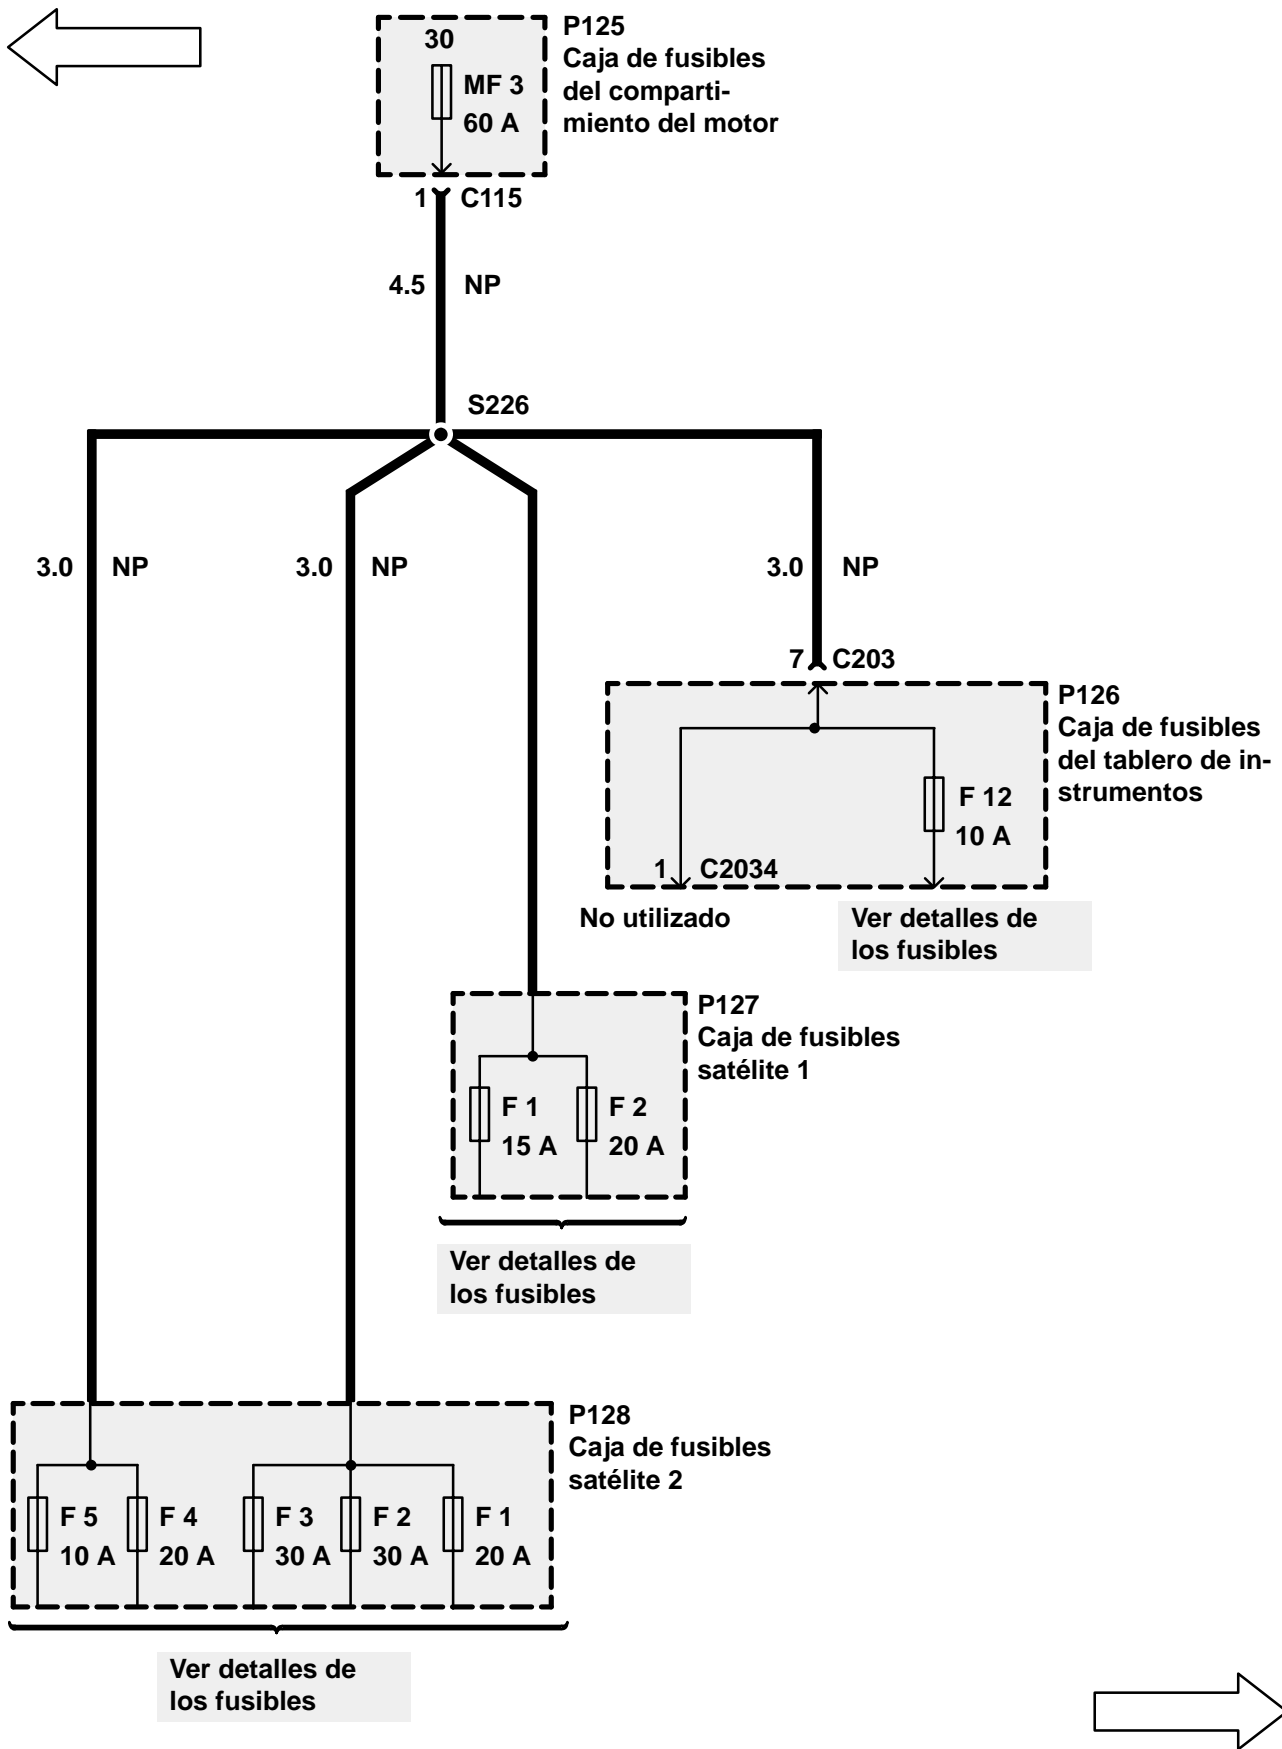 30
MF 3
60 A
P125
Caja de fusibles
del comparti-
miento del motor
1 C115
4.5 NP
S226
3.0 NP
3.0 NP
3.0 NP
7 C203
P126
Caja de fusibles
del tablero de in-
strumentos
F 12
10 A
1 C2034
No utilizado
Ver detalles de
los fusibles
P127
Caja de fusibles
satélite 1
F 1
15 A
F 2
20 A
Ver detalles de
los fusibles
P128
Caja de fusibles
satélite 2
F 5
10 A
F 4
20 A
F 3
30 A
F 2
30 A
F 1
20 A
Ver detalles de
los fusibles